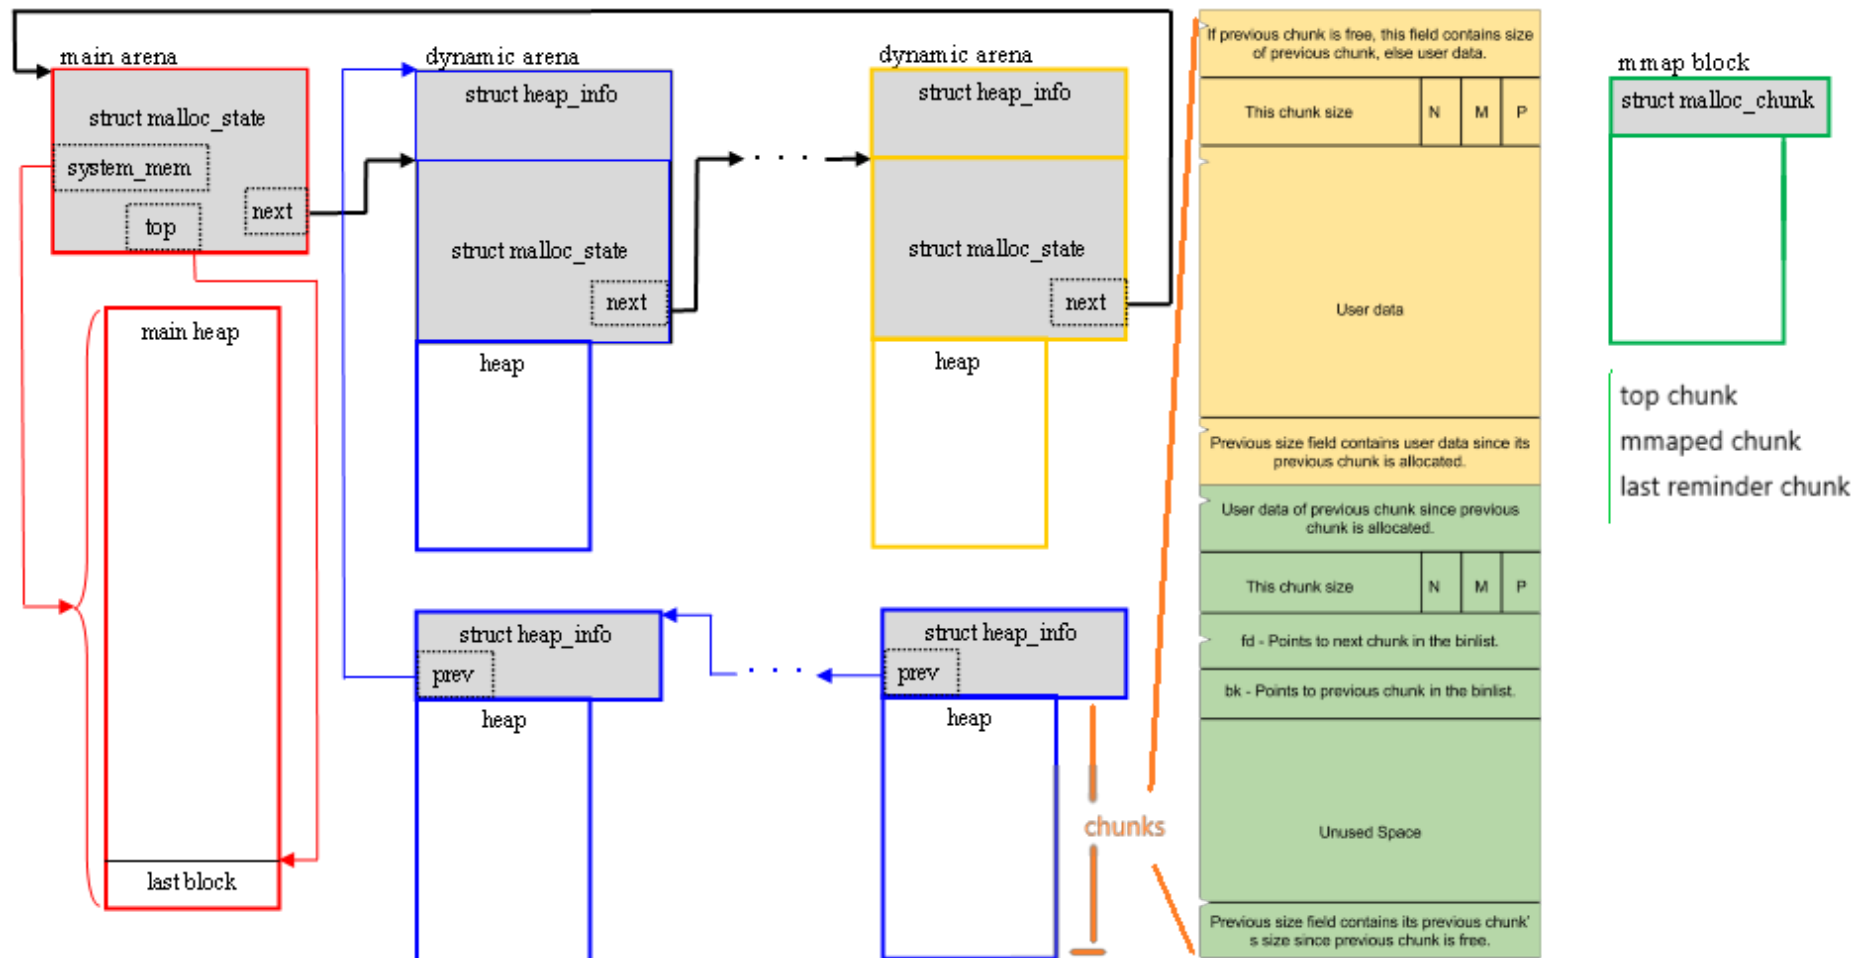 main arena
struct malloc_state
system_mem
next
top
main heap
last block
dynamic arena
struct heap_info
struct malloc_state
next
heap
dynamic arena
struct heap_info
struct malloc_state
next
heap
struct heap_info
prev
heap
· · ·
struct heap_info
prev
heap
chunks
If previous chunk is free, this field contains size
of previous chunk, else user data.
This chunk size N M P
User data
Previous size field contains user data since its
previous chunk is allocated.
User data of previous chunk since previous
chunk is allocated.
This chunk size N M P
fd - Points to next chunk in the binlist.
bk - Points to previous chunk in the binlist.
Unused Space
Previous size field contains its previous chunk'
s size since previous chunk is free.
mmap block
struct malloc_chunk
top chunk
mmaped chunk
last reminder chunk